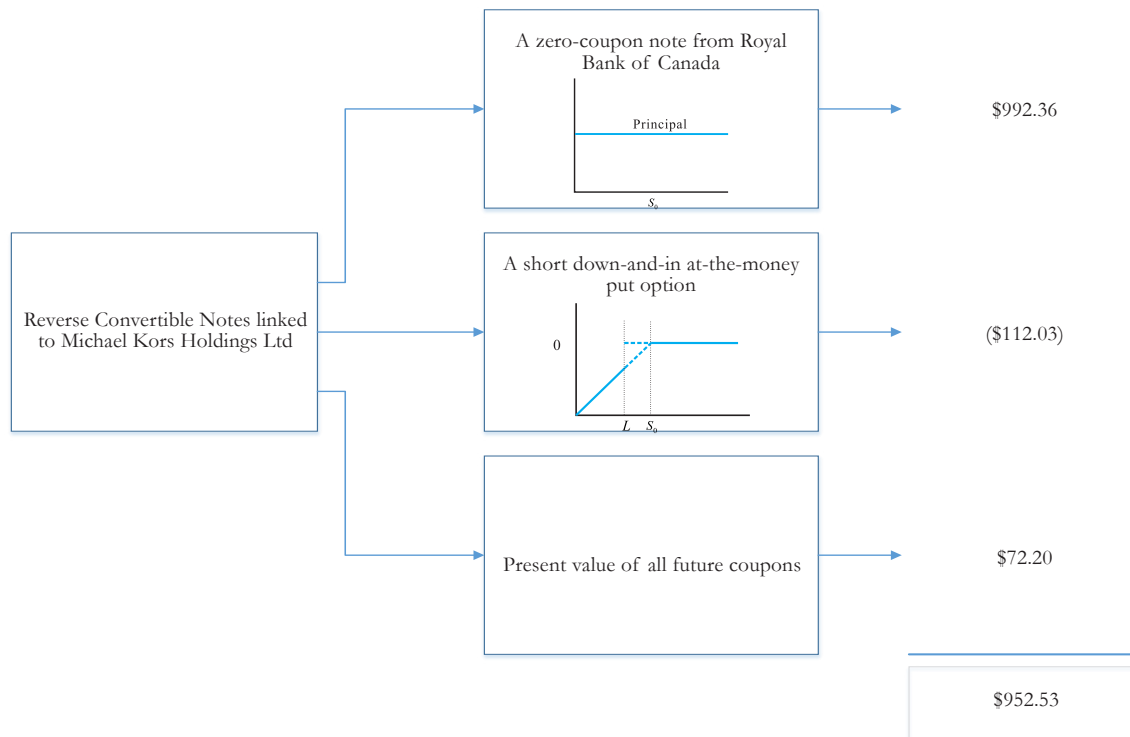 A zero-coupon note from Royal
Bank of Canada
Principal
S₀
$992.36
Reverse Convertible Notes linked
to Michael Kors Holdings Ltd
A short down-and-in at-the-money
put option
0
L S₀
($112.03)
Present value of all future coupons
$72.20
$952.53